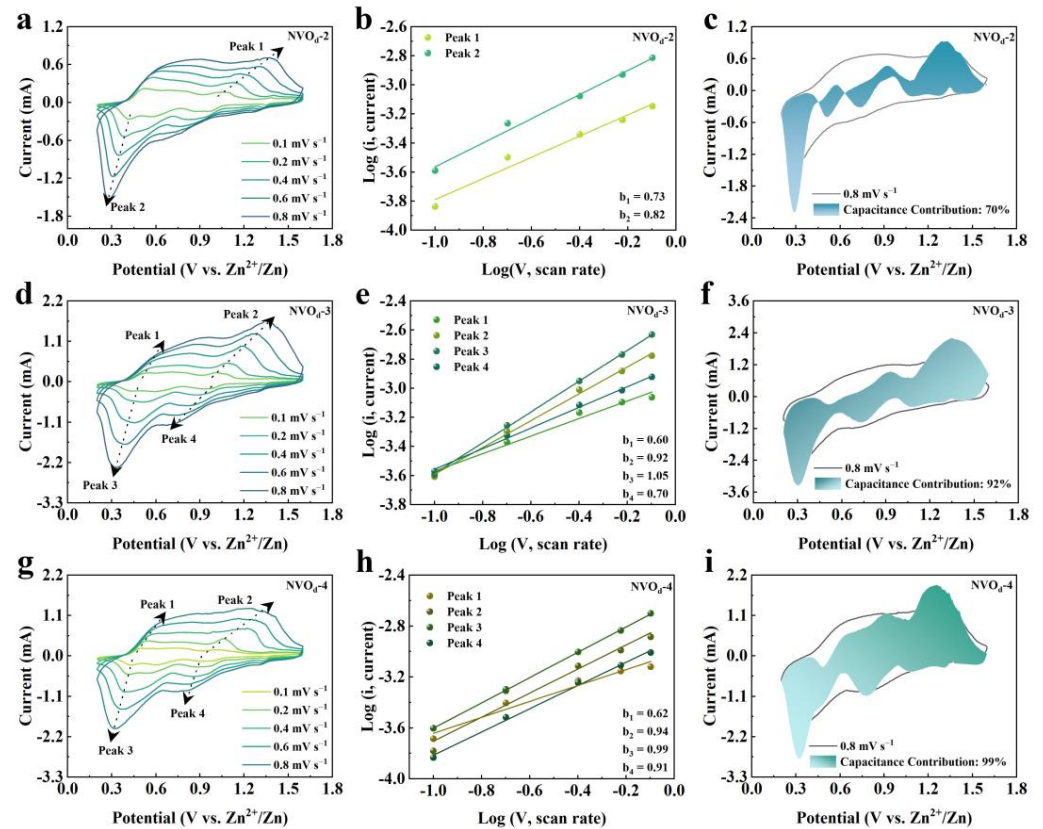 a
NVOd-2
Peak 1
Peak 2
0.1 mV s−1
0.2 mV s−1
0.4 mV s−1
0.6 mV s−1
0.8 mV s−1
1.2
0.6
0.0
-0.6
-1.2
-1.8
0.0 0.3 0.6 0.9 1.2 1.5 1.8
Current (mA)
Potential (V vs. Zn2+/Zn)
b
NVOd-2
Peak 1
Peak 2
b1 = 0.73
b2 = 0.82
-2.6
-2.8
-3.0
-3.2
-3.4
-3.6
-3.8
-4.0
-1.0 -0.8 -0.6 -0.4 -0.2 0.0
Log (i, current)
Log(V, scan rate)
c
NVOd-2
0.8 mV s−1
Capacitance Contribution: 70%
1.2
0.6
0.0
-0.6
-1.2
-1.8
-2.4
0.0 0.3 0.6 0.9 1.2 1.5 1.8
Current (mA)
Potential (V vs. Zn2+/Zn)
d
NVOd-3
Peak 2
Peak 1
Peak 4
Peak 3
0.1 mV s−1
0.2 mV s−1
0.4 mV s−1
0.6 mV s−1
0.8 mV s−1
2.2
1.1
0.0
-1.1
-2.2
-3.3
0.0 0.3 0.6 0.9 1.2 1.5 1.8
Current (mA)
Potential (V vs. Zn2+/Zn)
e
NVOd-3
Peak 1
Peak 2
Peak 3
Peak 4
b1 = 0.60
b2 = 0.92
b3 = 1.05
b4 = 0.70
-2.4
-2.6
-2.8
-3.0
-3.2
-3.4
-3.6
-3.8
-1.0 -0.8 -0.6 -0.4 -0.2 0.0
Log (i, current)
Log (V, scan rate)
f
NVOd-3
0.8 mV s−1
Capacitance Contribution: 92%
3.6
2.4
1.2
0.0
-1.2
-2.4
-3.6
0.0 0.3 0.6 0.9 1.2 1.5 1.8
Current (mA)
Potential (V vs. Zn2+/Zn)
g
NVOd-4
Peak 1
Peak 2
Peak 4
Peak 3
0.1 mV s−1
0.2 mV s−1
0.4 mV s−1
0.6 mV s−1
0.8 mV s−1
2.2
1.1
0.0
-1.1
-2.2
-3.3
0.0 0.3 0.6 0.9 1.2 1.5 1.8
Current (mA)
Potential (V vs. Zn2+/Zn)
h
NVOd-4
Peak 1
Peak 2
Peak 3
Peak 4
b1 = 0.62
b2 = 0.94
b3 = 0.99
b4 = 0.91
-2.4
-2.8
-3.2
-3.6
-4.0
-1.0 -0.8 -0.6 -0.4 -0.2 0.0
Log (i, current)
Log (V, scan rate)
i
NVOd-4
0.8 mV s−1
Capacitance Contribution: 99%
2.2
1.1
0.0
-1.1
-2.2
-3.3
0.0 0.3 0.6 0.9 1.2 1.5 1.8
Current (mA)
Potential (V vs. Zn2+/Zn)